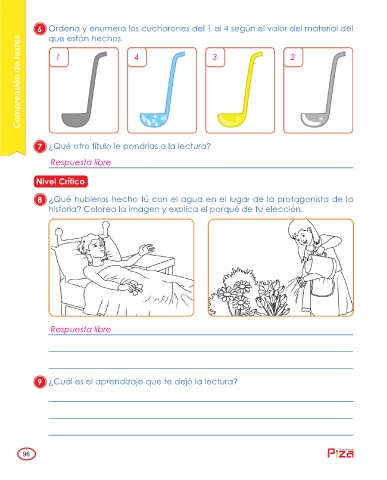 Comprensión de textos
6 Ordena y enumera los cucharones del 1 al 4 según el valor del material del
que están hechos.
1 4 3 2
7 ¿Qué otro título le pondrías a la lectura?
Respuesta libre
Nivel Crítico
8 ¿Qué hubieras hecho tú con el agua en el lugar de la protagonista de la
historia? Colorea la imagen y explica el porqué de tu elección.
Respuesta libre
9 ¿Cuál es el aprendizaje que te dejó la lectura?
96
Piza